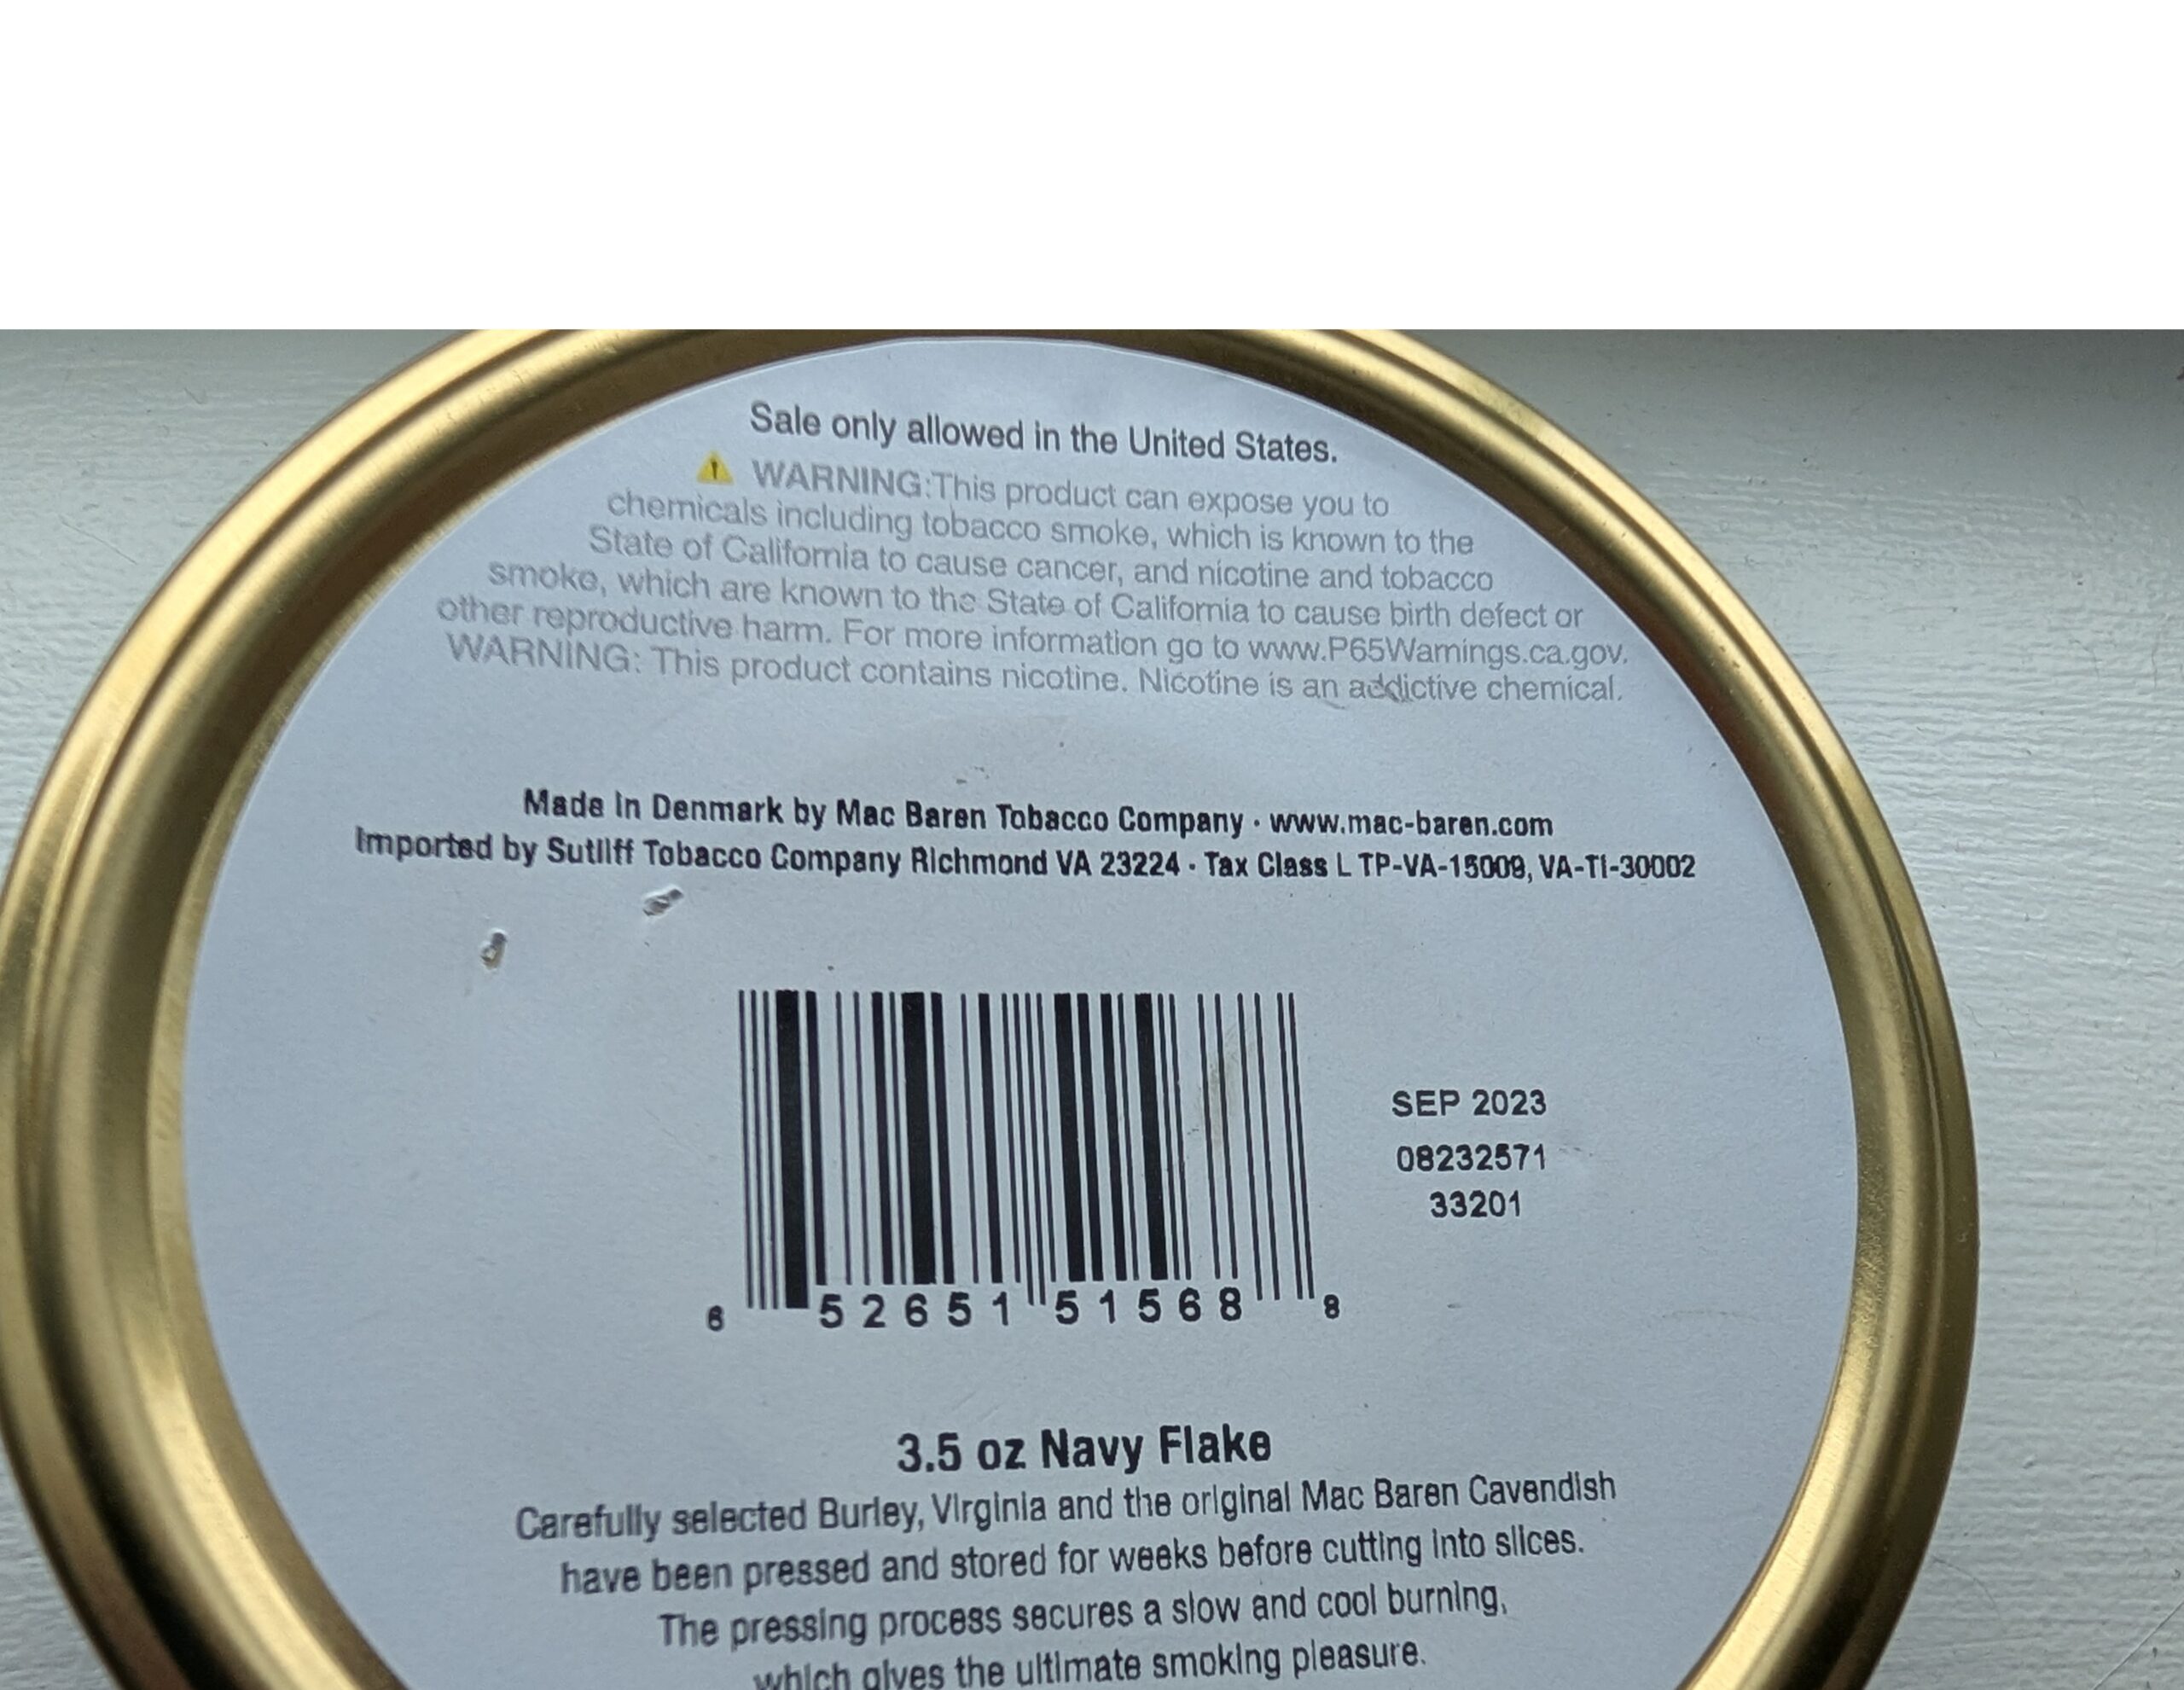 Sale only allowed in the United States.
WARNING:This product can expose you to
chemicals including tobacco smoke, which is known to the
State of California to cause cancer, and nicotine and tobacco
smoke, which are known to the State of California to cause birth defect or
other reproductive harm. For more information go to www.P65Warnings.ca.gov.
WARNING: This product contains nicotine. Nicotine is an addictive chemical.
Made in Denmark by Mac Baren Tobacco Company · www.mac-baren.com
Imported by Sutliff Tobacco Company Richmond VA 23224 · Tax Class L TP-VA-15009, VA-TI-30002
SEP 2023
08232571
33201
6 52651 51568 8
3.5 oz Navy Flake
Carefully selected Burley, Virginia and the original Mac Baren Cavendish
have been pressed and stored for weeks before cutting into slices.
The pressing process secures a slow and cool burning,
which gives the ultimate smoking pleasure.